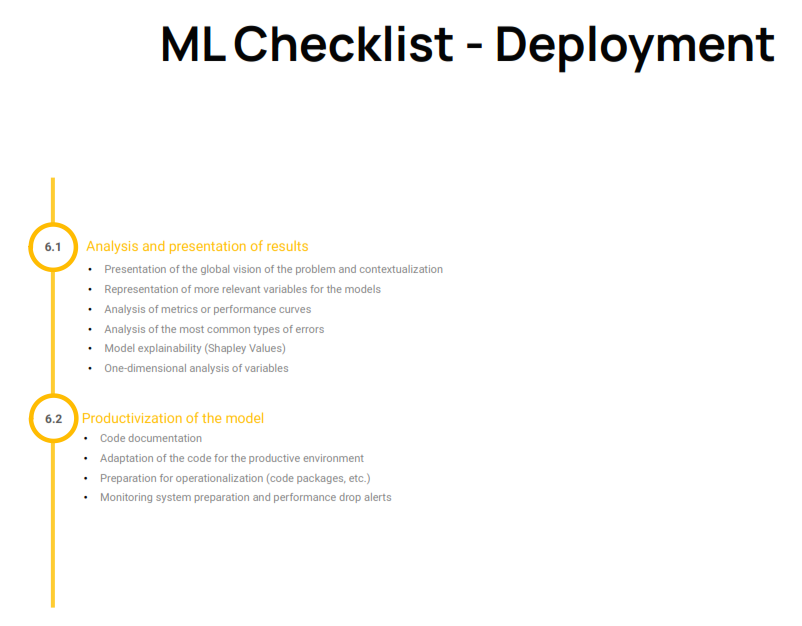 ML Checklist - Deployment
6.1 Analysis and presentation of results
• Presentation of the global vision of the problem and contextualization
• Representation of more relevant variables for the models
• Analysis of metrics or performance curves
• Analysis of the most common types of errors
• Model explainability (Shapley Values)
• One-dimensional analysis of variables
6.2 Productivization of the model
• Code documentation
• Adaptation of the code for the productive environment
• Preparation for operationalization (code packages, etc.)
• Monitoring system preparation and performance drop alerts